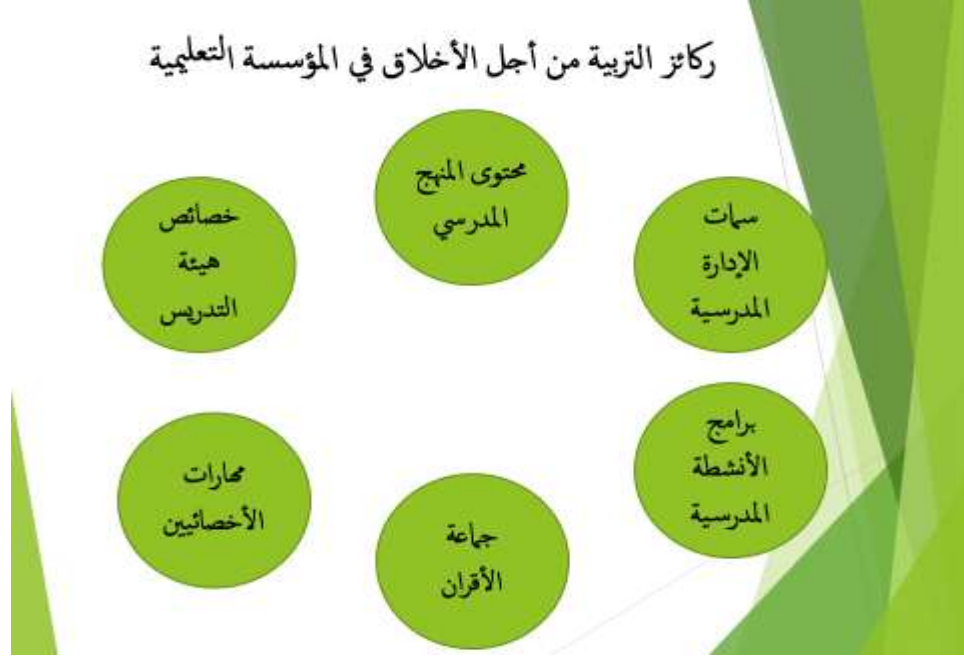 ركائز التربية من أجل الأخلاق في المؤسسة التعليمية
محتوى المنهج
المدرسي
سمات
الإدارة
المدرسية
خصائص
هيئة
التدريس
برامج
الأنشطة
المدرسية
مهارات
الأخصائيين
جماعة
الأقران